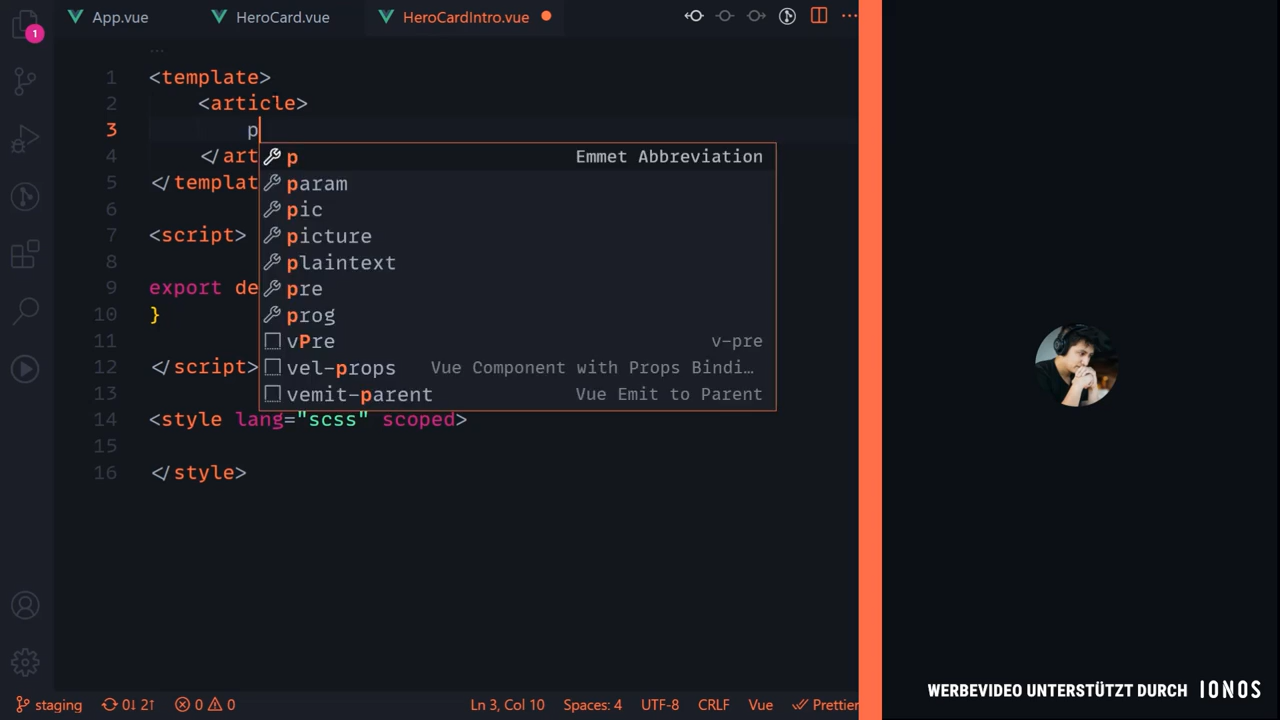 App.vue
HeroCard.vue
HeroCardIntro.vue
1
...
1 <template>
2 <article>
3 p
4 </art
5 </templat
6
7 <script>
8
9 export de
10 }
11
12 </script>
13
14 <style lang="scss" scoped>
15
16 </style>
p Emmet Abbreviation
param
pic
picture
plaintext
pre
prog
vPre v-pre
vel-props Vue Component with Props Bindi…
vemit-parent Vue Emit to Parent
staging 0↓ 2↑ 0 0 Ln 3, Col 10 Spaces: 4 UTF-8 CRLF Vue Prettier
WERBEVIDEO UNTERSTÜTZT DURCH IONOS